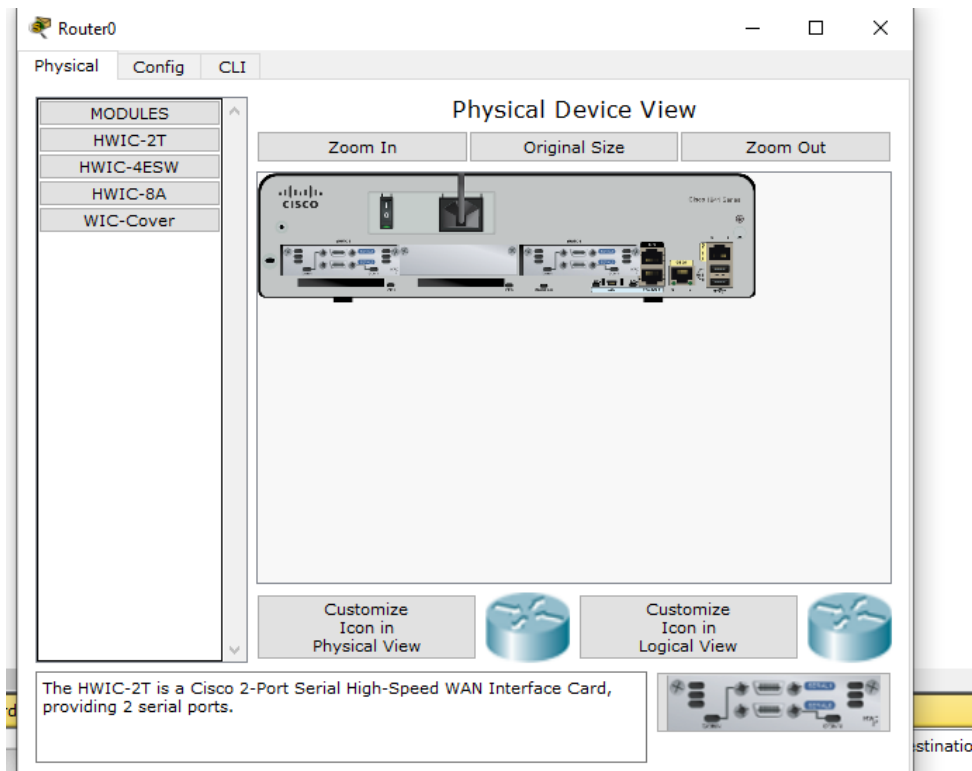 Router0
Physical Config CLI
MODULES
HWIC-2T
HWIC-4ESW
HWIC-8A
WIC-Cover
Physical Device View
Zoom In Original Size Zoom Out
CISCO
Customize
Icon in
Physical View
Customize
Icon in
Logical View
The HWIC-2T is a Cisco 2-Port Serial High-Speed WAN Interface Card,
providing 2 serial ports.